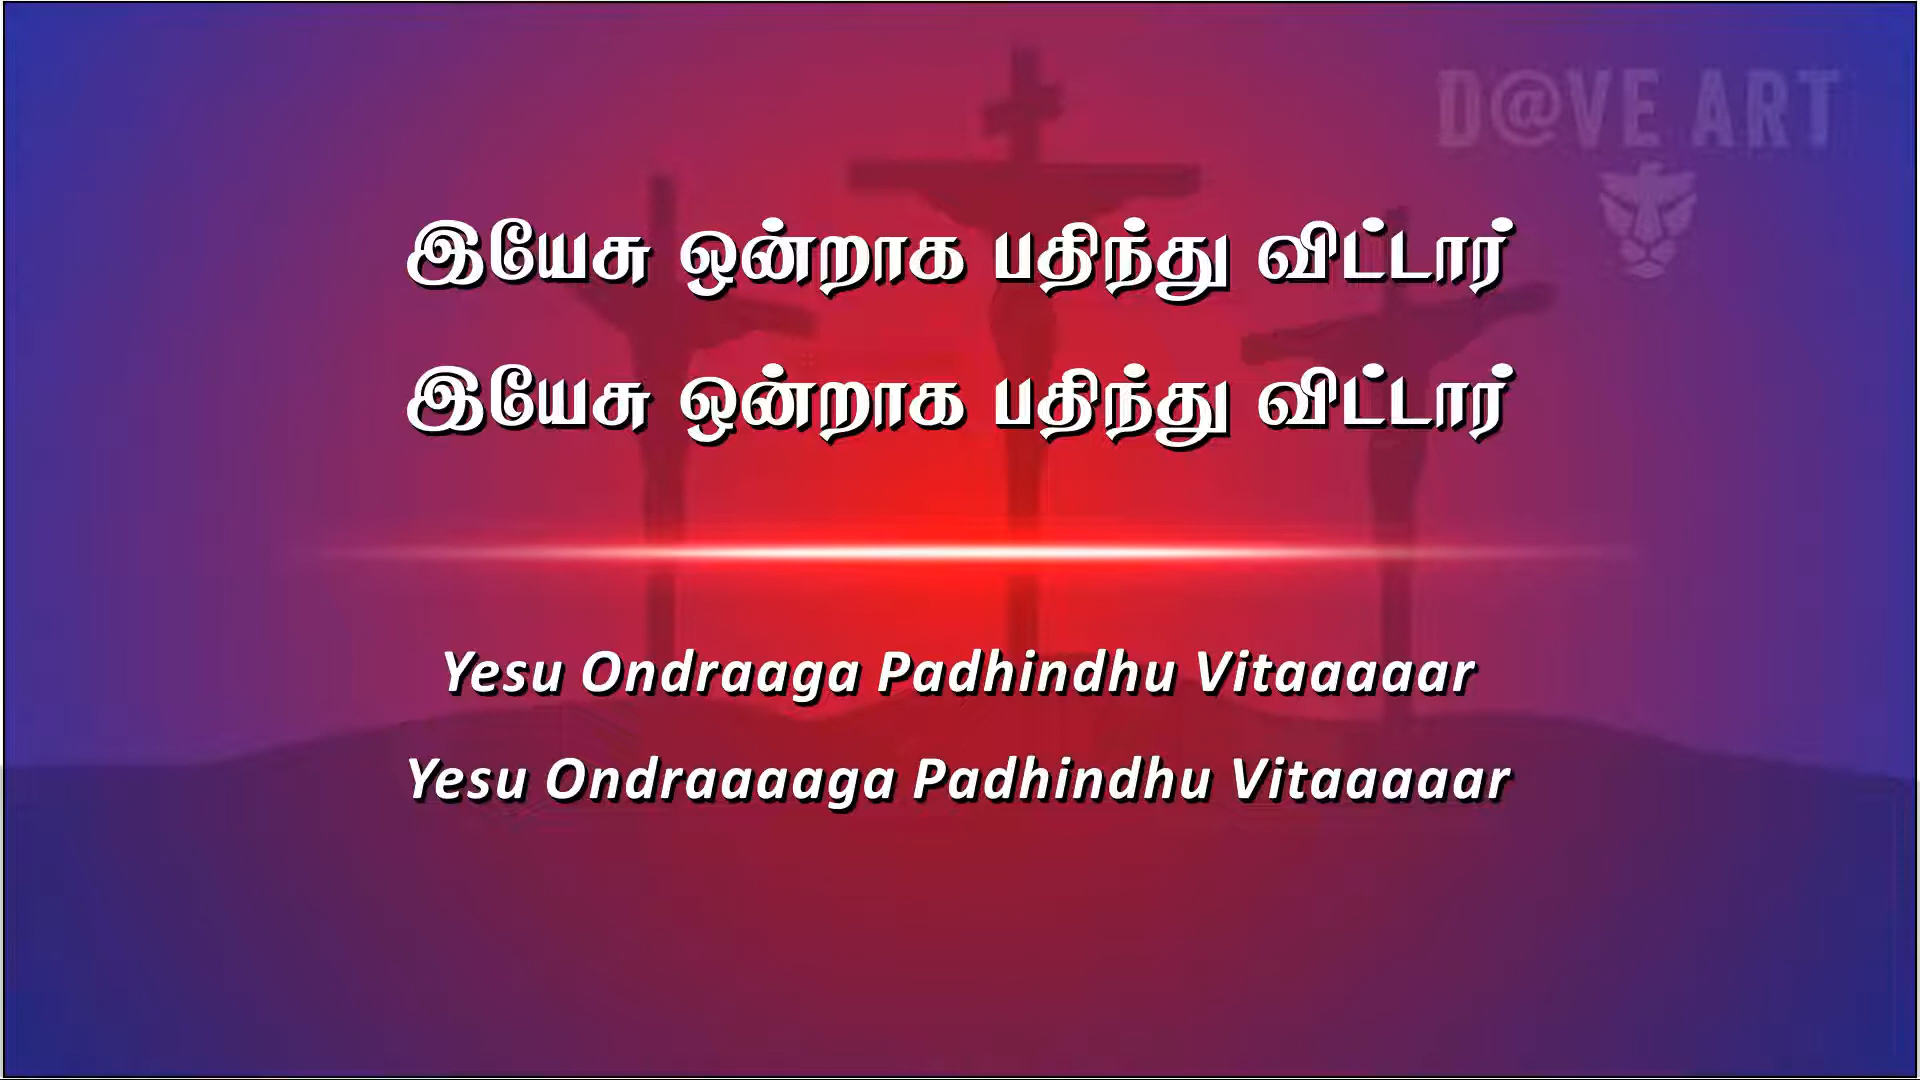 D@VE ART
இயேசு ஒன்றாக பதிந்து விட்டார்
இயேசு ஒன்றாக பதிந்து விட்டார்
Yesu Ondraaga Padhindhu Vitaaaaar
Yesu Ondraaaaga Padhindhu Vitaaaaar